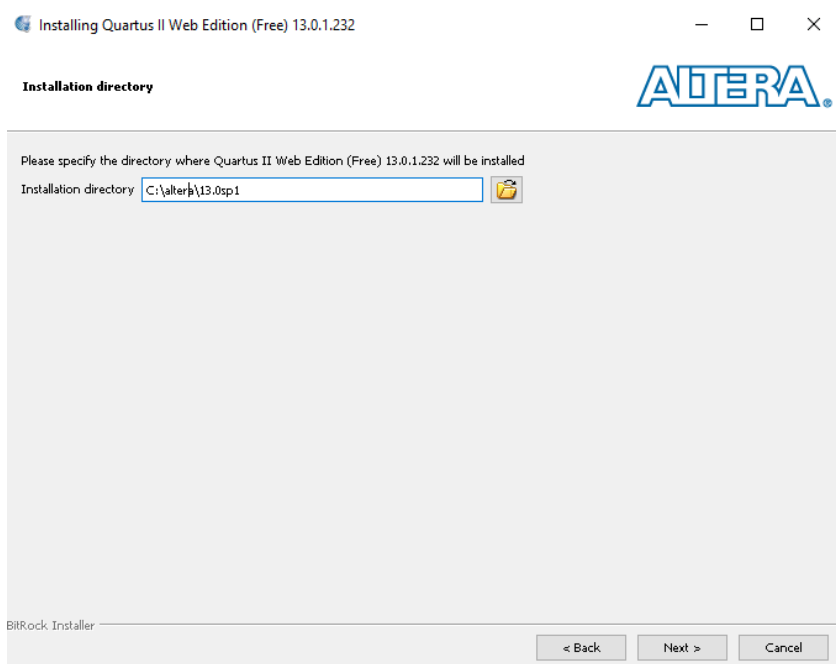 Installing Quartus II Web Edition (Free) 13.0.1.232
Installation directory
ALTERA®
Please specify the directory where Quartus II Web Edition (Free) 13.0.1.232 will be installed
Installation directory C:\altera\13.0sp1
BitRock Installer
< Back Next > Cancel